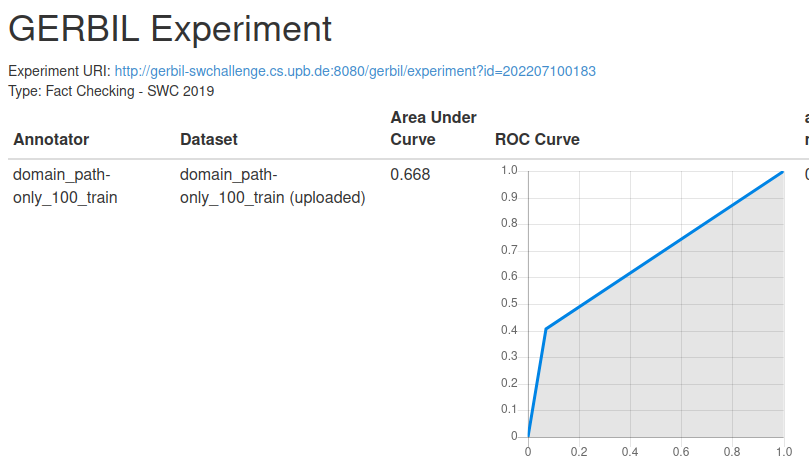 GERBIL Experiment
Experiment URI: http://gerbil-swchallenge.cs.upb.de:8080/gerbil/experiment?id=202207100183
Type: Fact Checking - SWC 2019
Annotator Dataset Area Under Curve ROC Curve
domain_path-only_100_train domain_path-only_100_train (uploaded) 0.668
1.0
0.9
0.8
0.7
0.6
0.5
0.4
0.3
0.2
0.1
0
0 0.2 0.4 0.6 0.8 1.0